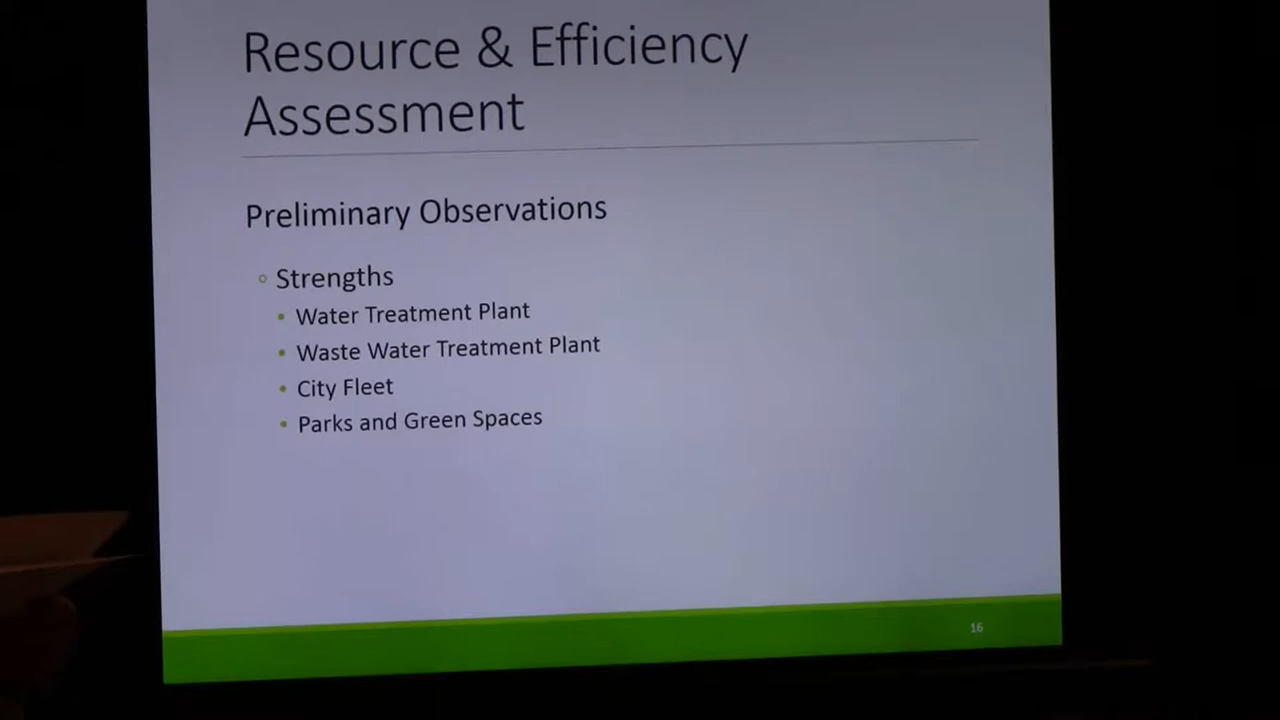 Resource & Efficiency
Assessment
Preliminary Observations
Strengths
Water Treatment Plant
Waste Water Treatment Plant
City Fleet
Parks and Green Spaces
16